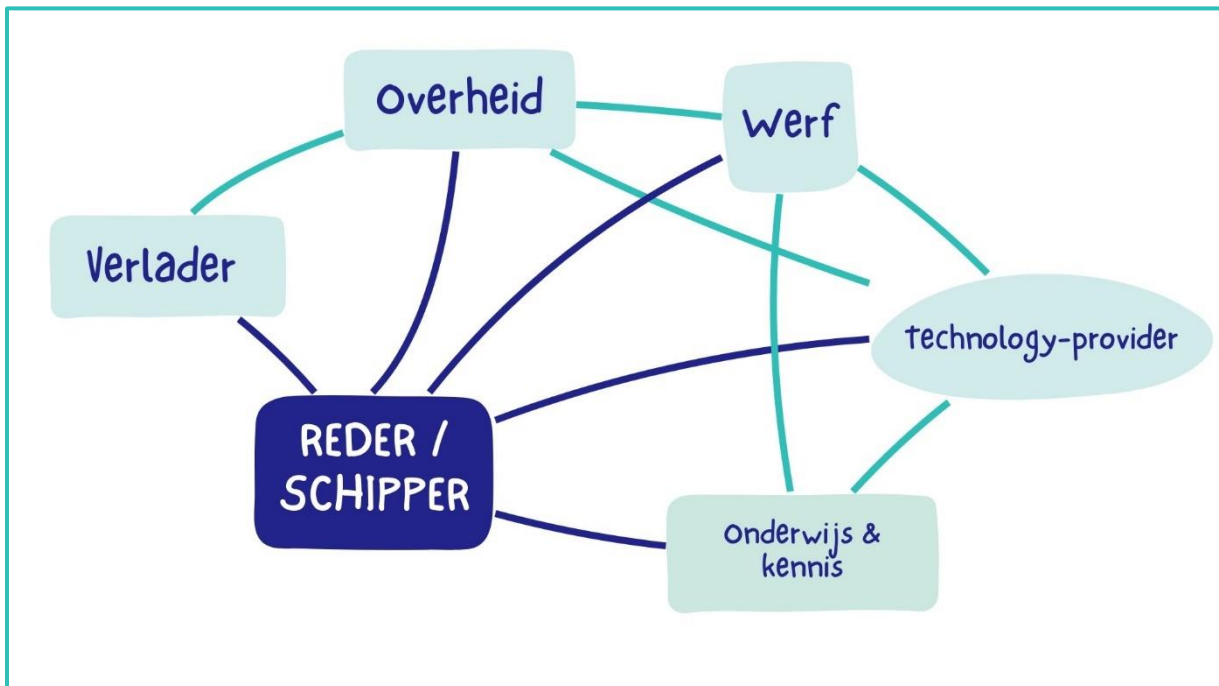 Overheid
Werf
Verlader
Technology-provider
REDER /
SCHIPPER
Onderwijs &
kennis